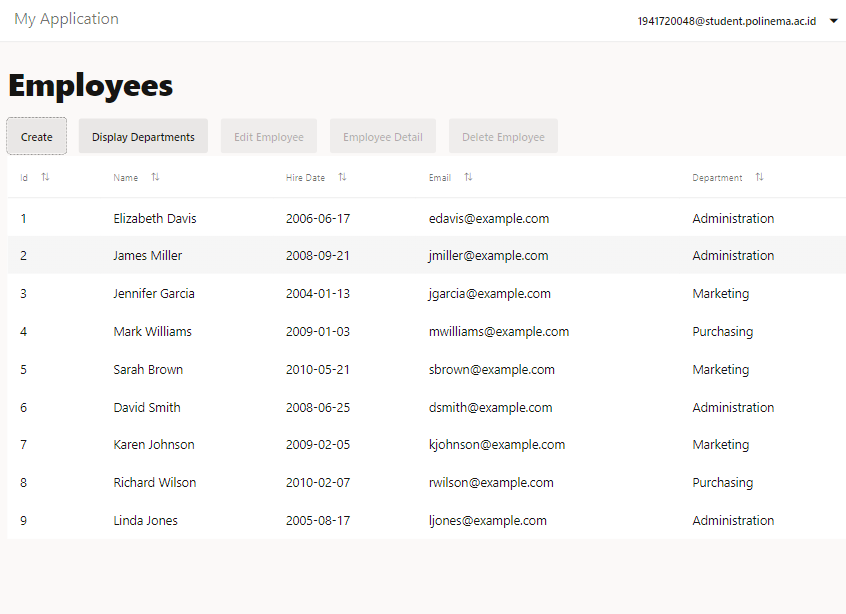 My Application 1941720048@student.polinema.ac.id
Employees
Create Display Departments Edit Employee Employee Detail Delete Employee
Id Name Hire Date Email Department
1 Elizabeth Davis 2006-06-17 edavis@example.com Administration
2 James Miller 2008-09-21 jmiller@example.com Administration
3 Jennifer Garcia 2004-01-13 jgarcia@example.com Marketing
4 Mark Williams 2009-01-03 mwilliams@example.com Purchasing
5 Sarah Brown 2010-05-21 sbrown@example.com Marketing
6 David Smith 2008-06-25 dsmith@example.com Administration
7 Karen Johnson 2009-02-05 kjohnson@example.com Marketing
8 Richard Wilson 2010-02-07 rwilson@example.com Purchasing
9 Linda Jones 2005-08-17 ljones@example.com Administration